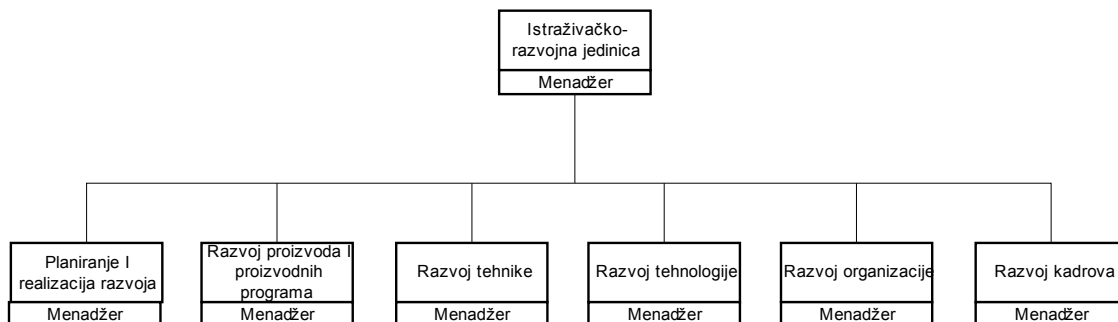 Istraživačko-
razvojna jedinica
Menadžer
Planiranje I
realizacija razvoja
Menadžer
Razvoj proizvoda I
proizvodnih
programa
Menadžer
Razvoj tehnike
Menadžer
Razvoj tehnologije
Menadžer
Razvoj organizacije
Menadžer
Razvoj kadrova
Menadžer